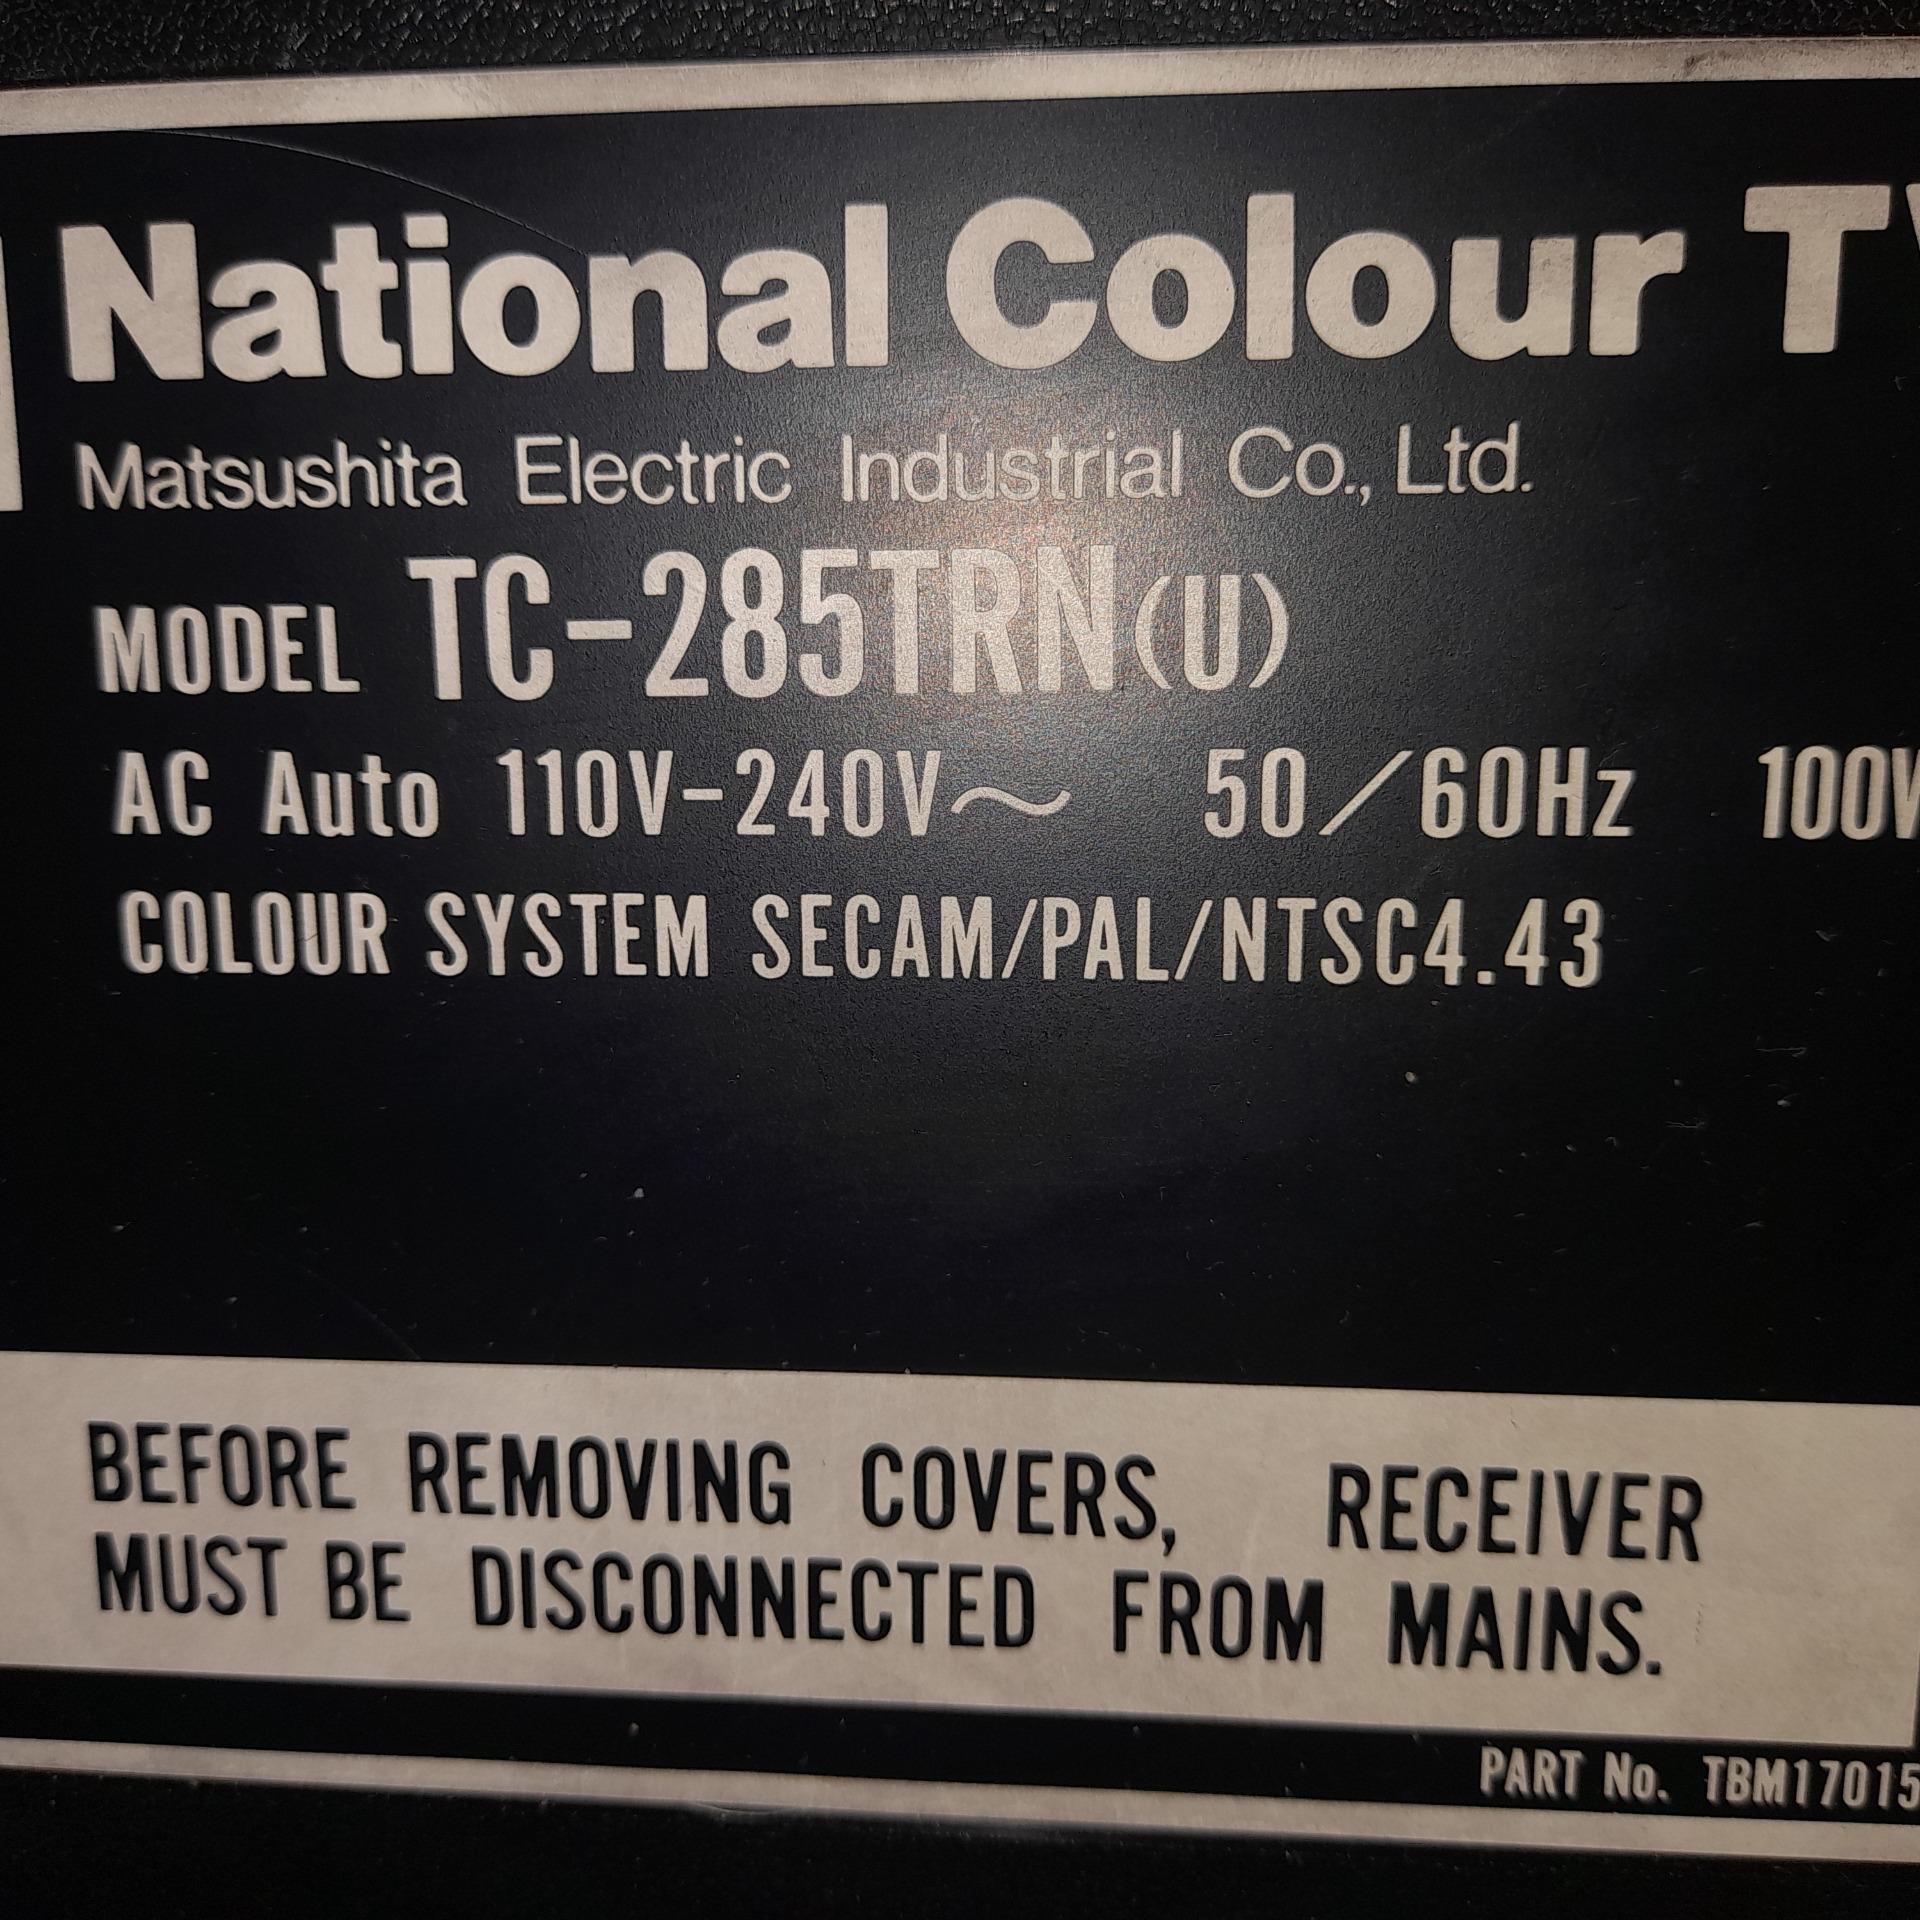 National Colour TV
Matsushita Electric Industrial Co., Ltd.
MODEL TC-285TRN(U)
AC Auto 110V-240V~ 50/60Hz 100W
COLOUR SYSTEM SECAM/PAL/NTSC4.43
BEFORE REMOVING COVERS, RECEIVER
MUST BE DISCONNECTED FROM MAINS.
PART No. TBM17015